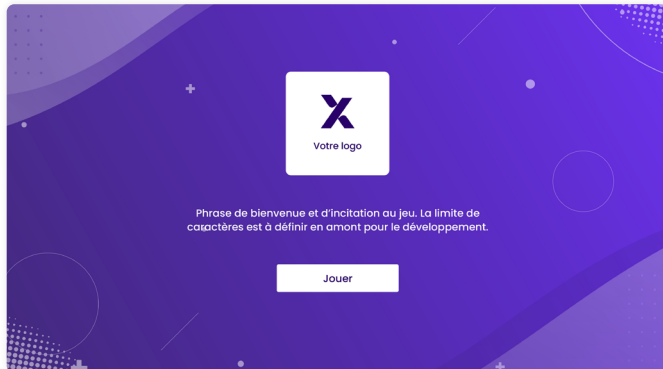 Votre logo
Phrase de bienvenue et d'incitation au jeu. La limite de
caractères est à définir en amont pour le développement.
Jouer